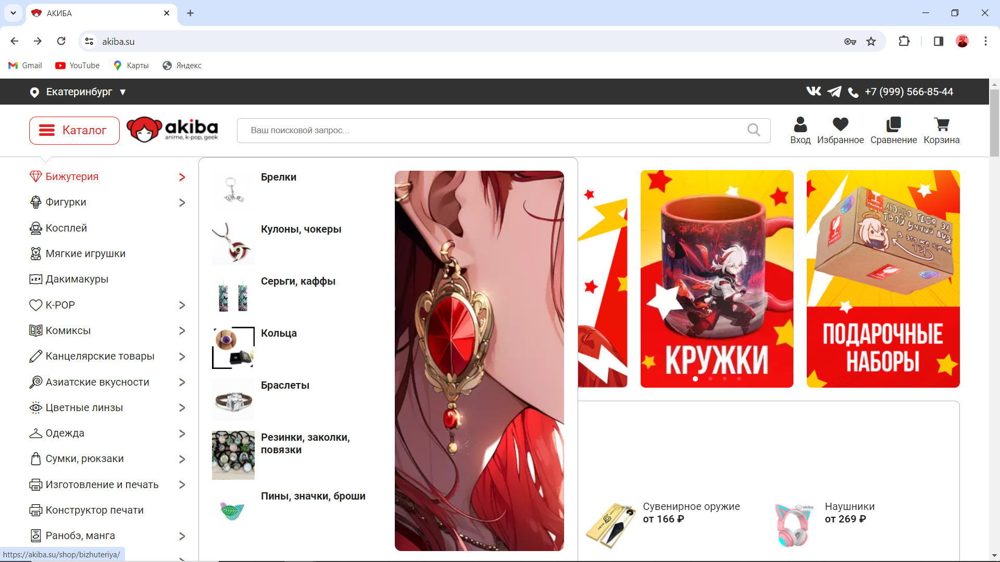 АКИБА
akiba.su
Gmail
YouTube
Карты
Яндекс
Екатеринбург ▼
+7 (999) 566-85-44
Каталог
akiba
anime, k-pop, geek
Ваш поисковой запрос...
Вход
Избранное
Сравнение
Корзина
Бижутерия
Фигурки
Косплей
Мягкие игрушки
Дакимакуры
K-POP
Комиксы
Канцелярские товары
Азиатские вкусности
Цветные линзы
Одежда
Сумки, рюкзаки
Изготовление и печать
Конструктор печати
Ранобэ, манга
Брелки
Кулоны, чокеры
Серьги, каффы
Кольца
Браслеты
Резинки, заколки,
повязки
Пины, значки, броши
КРУЖКИ
ЛЮБЛЮ ТЕБЯ ЗА
ТВОЙ УМНЫЙ ВИД
В ЭТО ЖЕ ВРЕМЯ
ТЫ
ПОДАРОЧНЫЕ
НАБОРЫ
Сувенирное оружие
от 166 ₽
Наушники
от 269 ₽
https://akiba.su/shop/bizhuteriya/